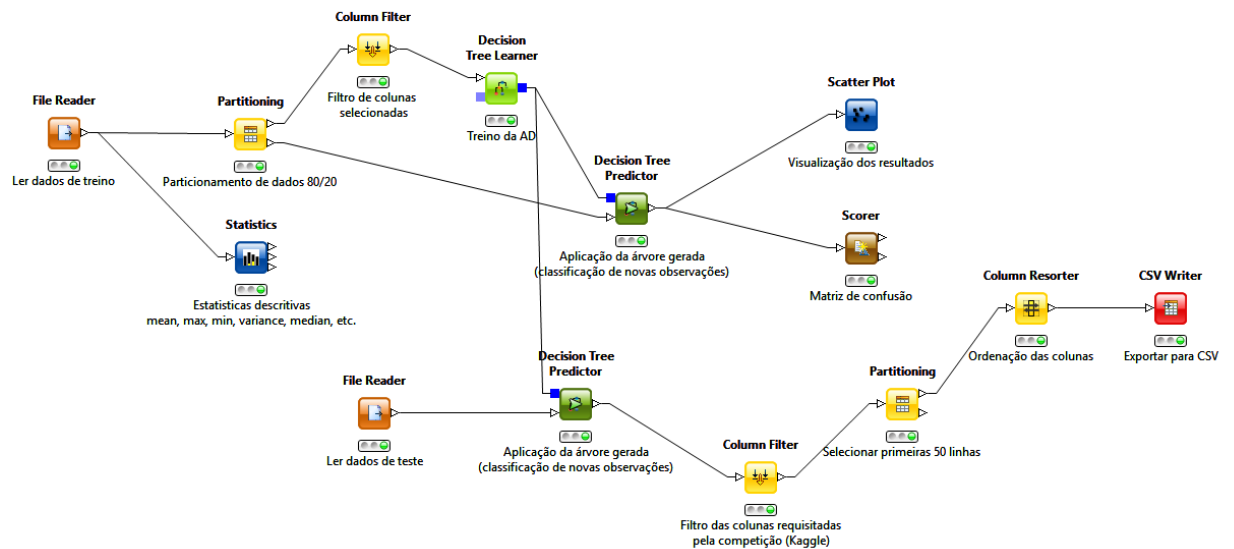 Column Filter
Filtro de colunas
selecionadas
Decision
Tree Learner
Treino da AD
File Reader
Ler dados de treino
Partitioning
Particionamento de dados 80/20
Scatter Plot
Visualização dos resultados
Decision Tree
Predictor
Aplicação da árvore gerada
(classificação de novas observações)
Statistics
Estatisticas descritivas
mean, max, min, variance, median, etc.
Scorer
Matriz de confusão
Column Resorter
Ordenação das colunas
CSV Writer
Exportar para CSV
File Reader
Ler dados de teste
Decision Tree
Predictor
Aplicação da árvore gerada
(classificação de novas observações)
Partitioning
Selecionar primeiras 50 linhas
Column Filter
Filtro das colunas requisitadas
pela competição (Kaggle)